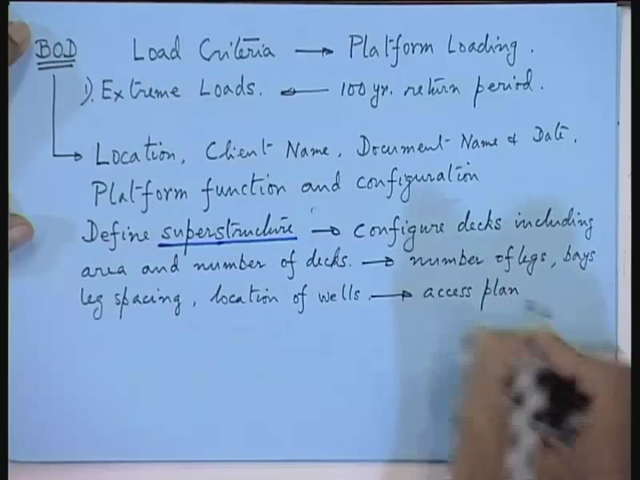 BOD Load Criteria → Platform Loading.
1). Extreme Loads. ← 100 yr. return period.
→ Location, Client Name, Document Name & Date.
Platform function and configuration
Define superstructure → configure decks including
area and number of decks. → number of legs, bays
leg spacing, location of wells → access plan